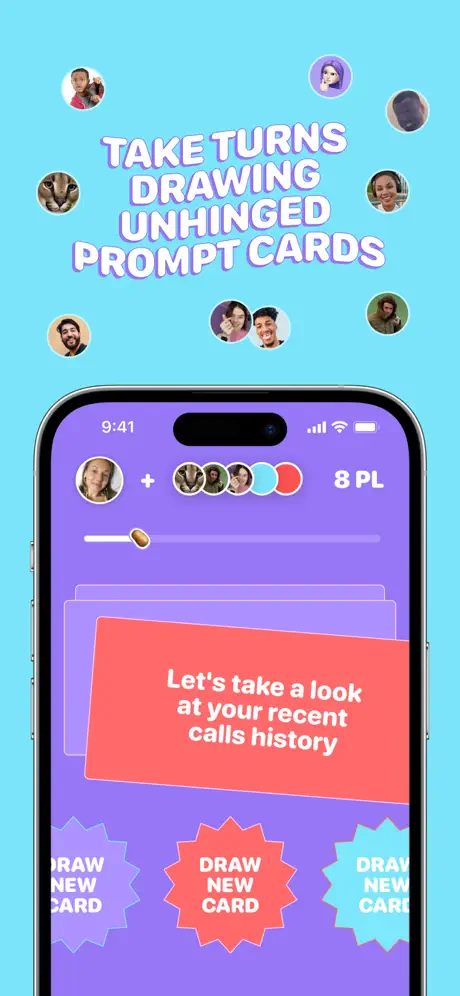 TAKE TURNS
DRAWING
UNHINGED
PROMPT CARDS
9:41
+
8 PL
Let's take a look
at your recent
calls history
DRAW
NEW
CARD
DRAW
NEW
CARD
DRAW
NEW
CARD